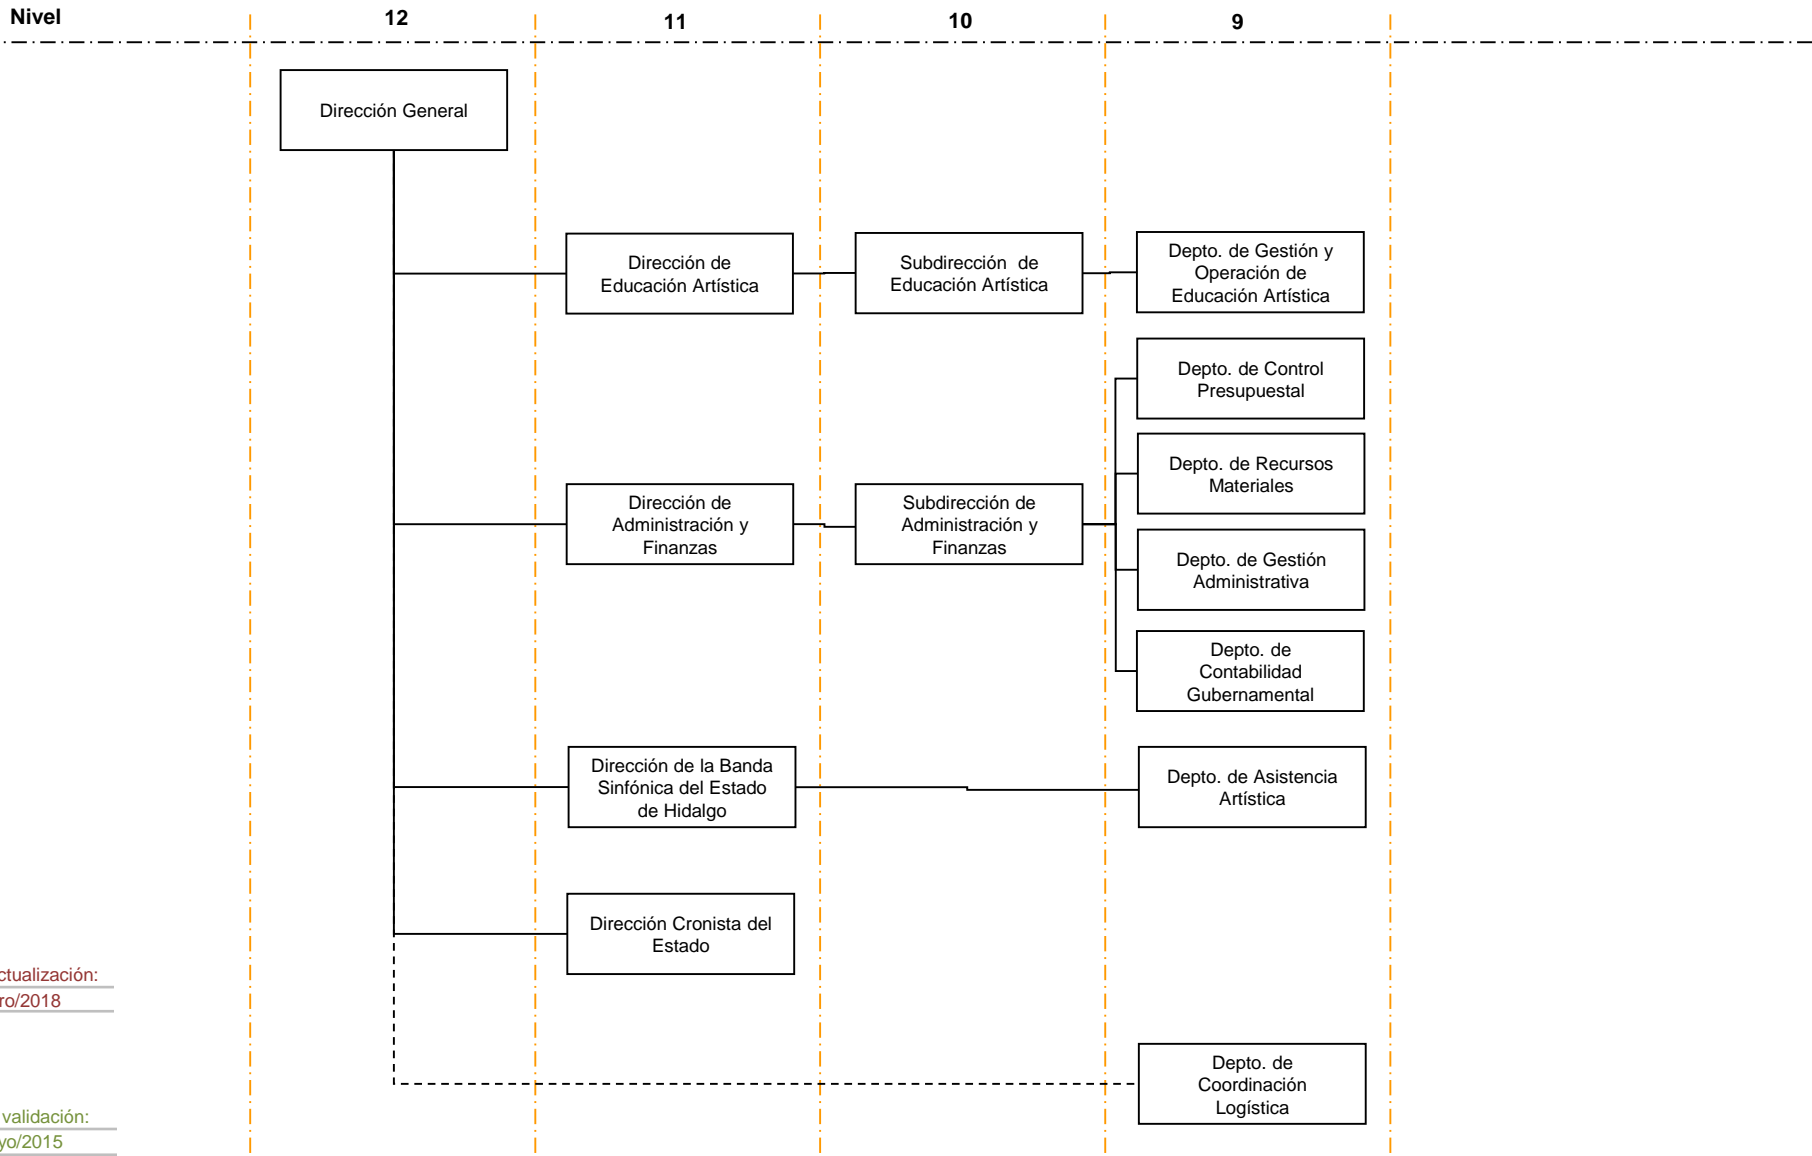 Nivel 12 11 10 9
Dirección General
Dirección de
Educación Artística
Subdirección de
Educación Artística
Depto. de Gestión y
Operación de
Educación Artística
Depto. de Control
Presupuestal
Depto. de Recursos
Materiales
Dirección de
Administración y
Finanzas
Subdirección de
Administración y
Finanzas
Depto. de Gestión
Administrativa
Depto. de
Contabilidad
Gubernamental
Dirección de la Banda
Sinfónica del Estado
de Hidalgo
Depto. de Asistencia
Artística
Dirección Cronista del
Estado
ctualización:
ro/2018
Depto. de
Coordinación
Logística
validación:
yo/2015